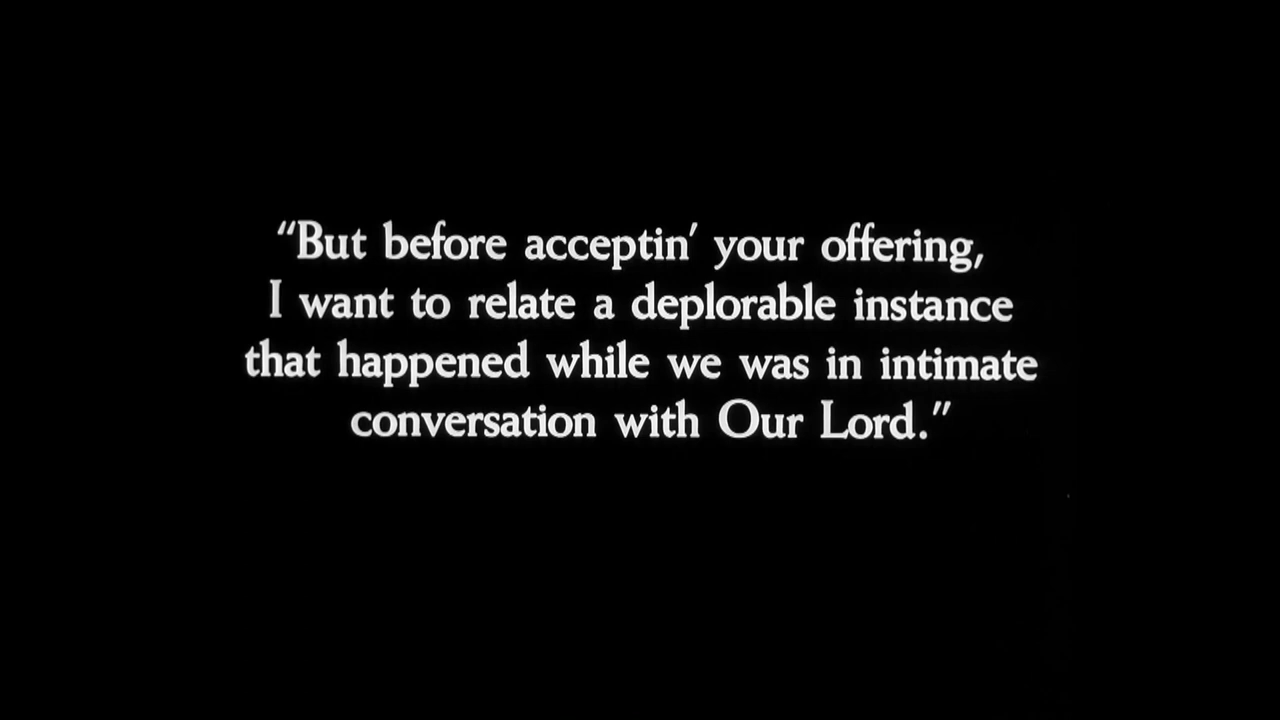 “But before acceptin’ your offering,
I want to relate a deplorable instance
that happened while we was in intimate
conversation with Our Lord.”